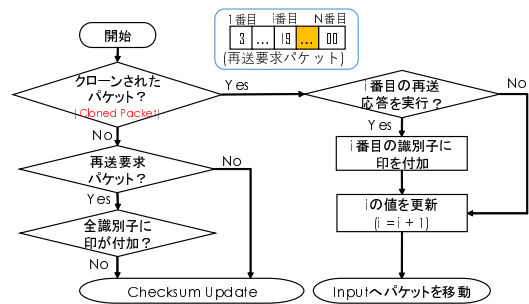 1番目 i番目 N番目
3 ... 19 ... 00
(再送要求パケット)
開始
クローンされた
パケット？
|Cloned Packet|
Yes
No
i番目の再送
応答を実行？
No
Yes
i番目の識別子に
印を付加
再送要求
パケット？
No
Yes
iの値を更新
(i = i + 1)
全識別子に
印が付加？
No
Checksum Update
Inputへパケットを移動